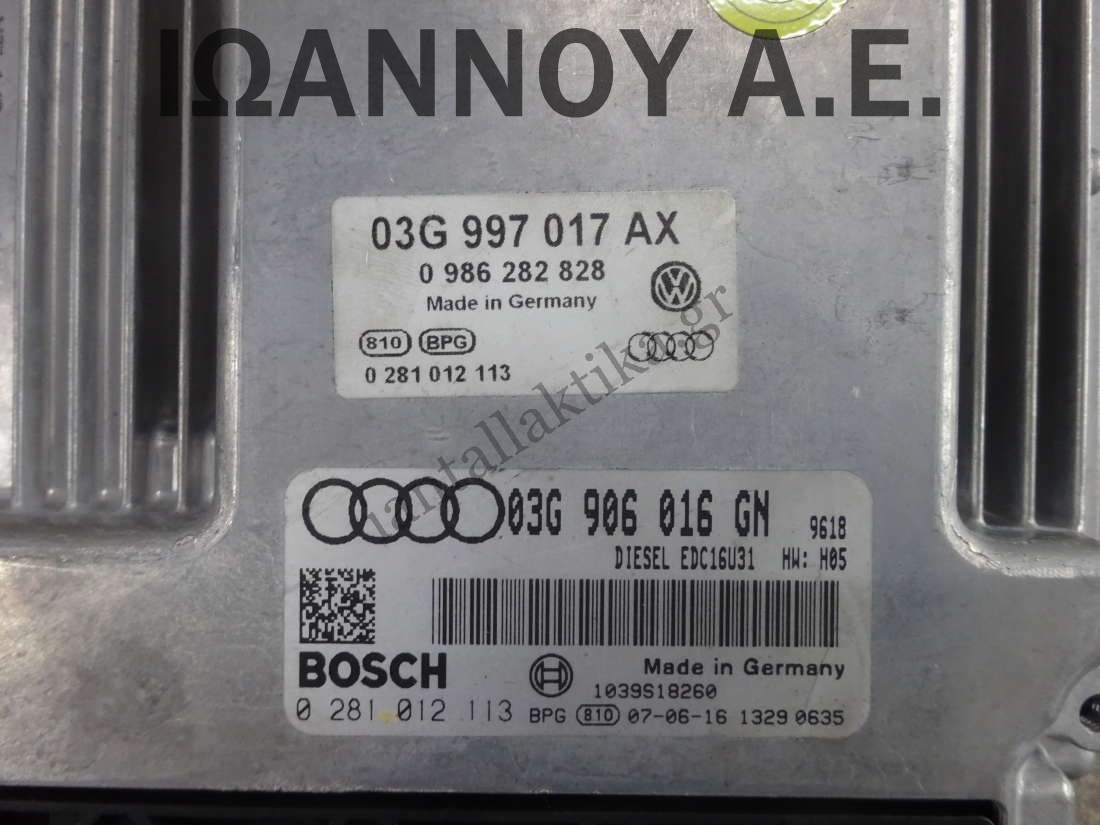 ΙΩΑΝΝΟΥ Α.Ε.
03G 997 017 AX
0 986 282 828
Made in Germany
810 BPG
0 281 012 113
antallaktika.gr
03G 906 016 GN 9618
DIESEL EDC16U31 HW: H05
BOSCH
Made in Germany
1039S18260
0 281 012 113 BPG 810 07-06-16 1329 0635